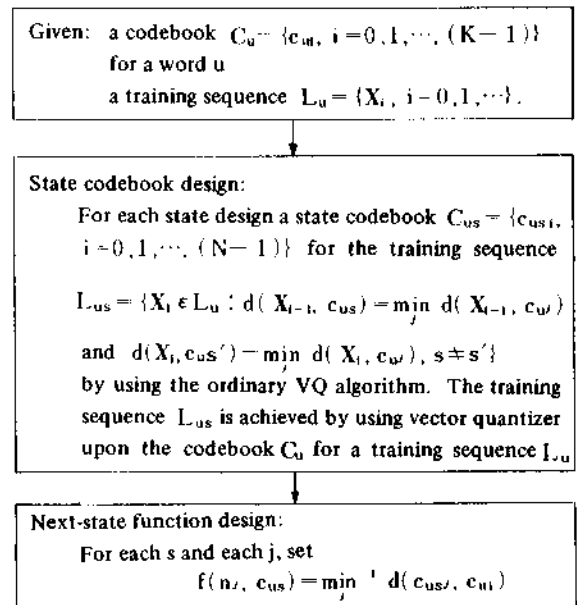 Given: a codebook C_u = {c_ui, i=0,1,⋯, (K−1)}
for a word u
a training sequence L_u = {X_i, i=0,1,⋯}.
State codebook design:
For each state design a state codebook C_us = {c_usi,
i=0,1,⋯, (N−1)} for the training sequence
L_us = {X_i ε L_u : d( X_i-1, c_us) = min_j d( X_i-1, c_uj)
and d(X_i, c_us') = min_j d( X_i, c_uj), s ≠ s'}
by using the ordinary VQ algorithm. The training
sequence L_us is achieved by using vector quantizer
upon the codebook C_u for a training sequence L_u
Next-state function design:
For each s and each j, set
f(n_j, c_us) = min_j ⁻¹ d(c_usj, c_ui)